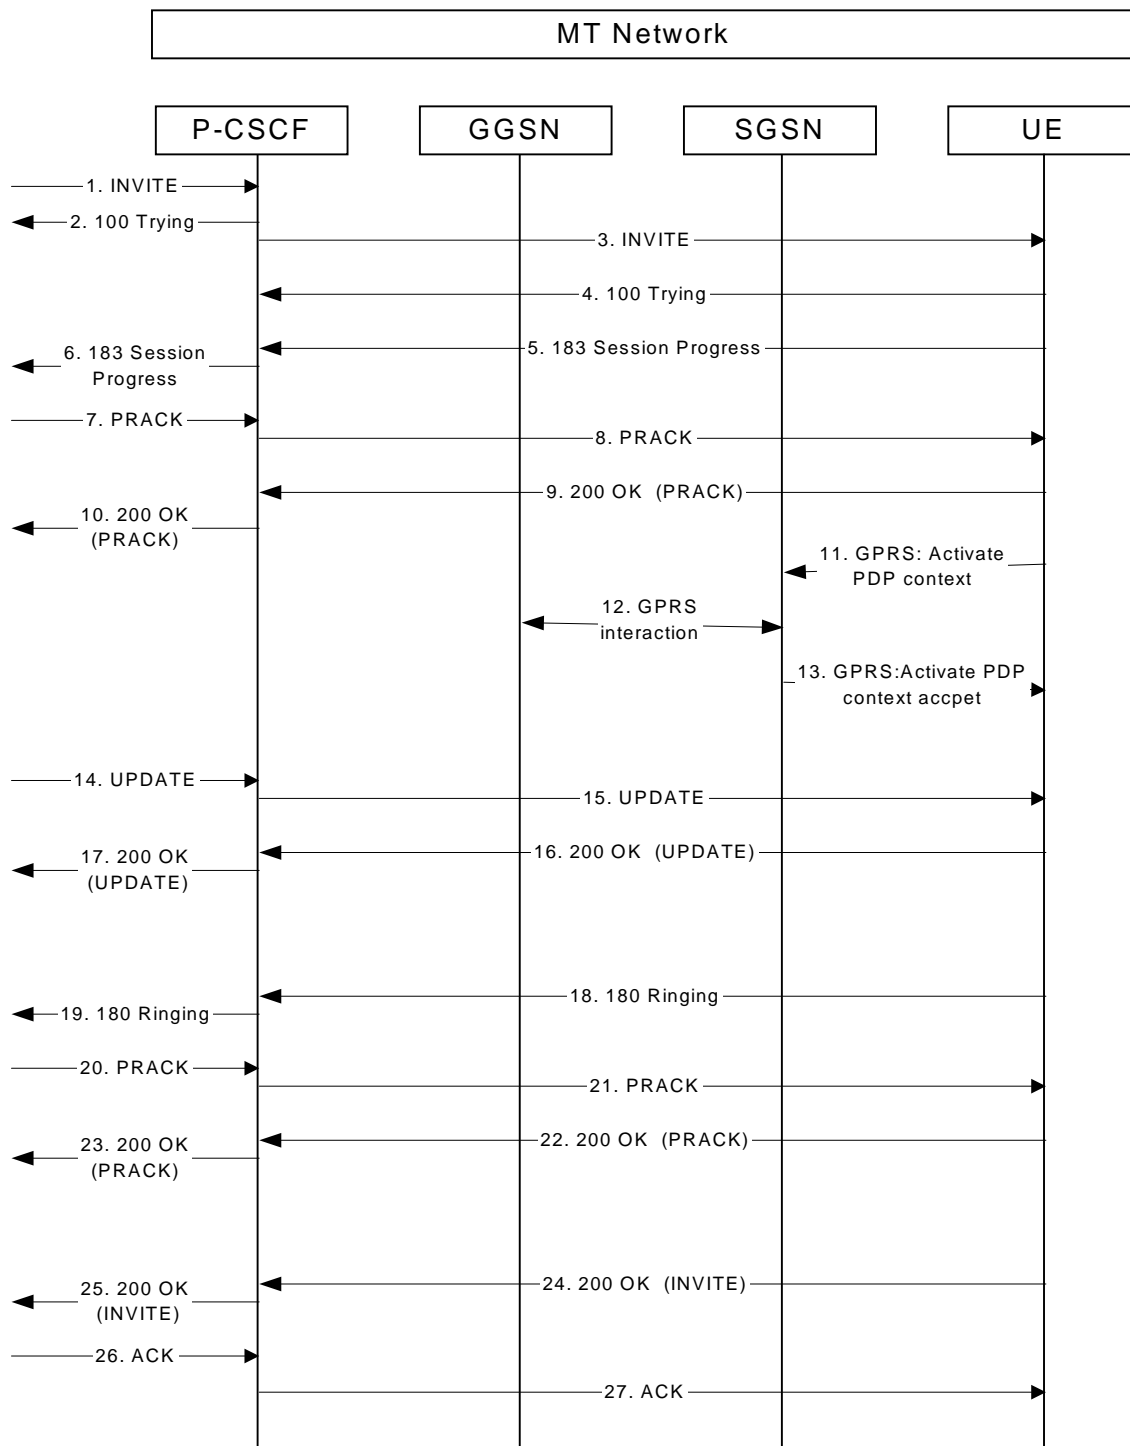 MT Network
P-CSCF
GGSN
SGSN
UE
1. INVITE
2. 100 Trying
3. INVITE
4. 100 Trying
5. 183 Session Progress
6. 183 Session
Progress
7. PRACK
8. PRACK
9. 200 OK (PRACK)
10. 200 OK
(PRACK)
11. GPRS: Activate
PDP context
12. GPRS
interaction
13. GPRS:Activate PDP
context accpet
14. UPDATE
15. UPDATE
16. 200 OK (UPDATE)
17. 200 OK
(UPDATE)
18. 180 Ringing
19. 180 Ringing
20. PRACK
21. PRACK
22. 200 OK (PRACK)
23. 200 OK
(PRACK)
24. 200 OK (INVITE)
25. 200 OK
(INVITE)
26. ACK
27. ACK